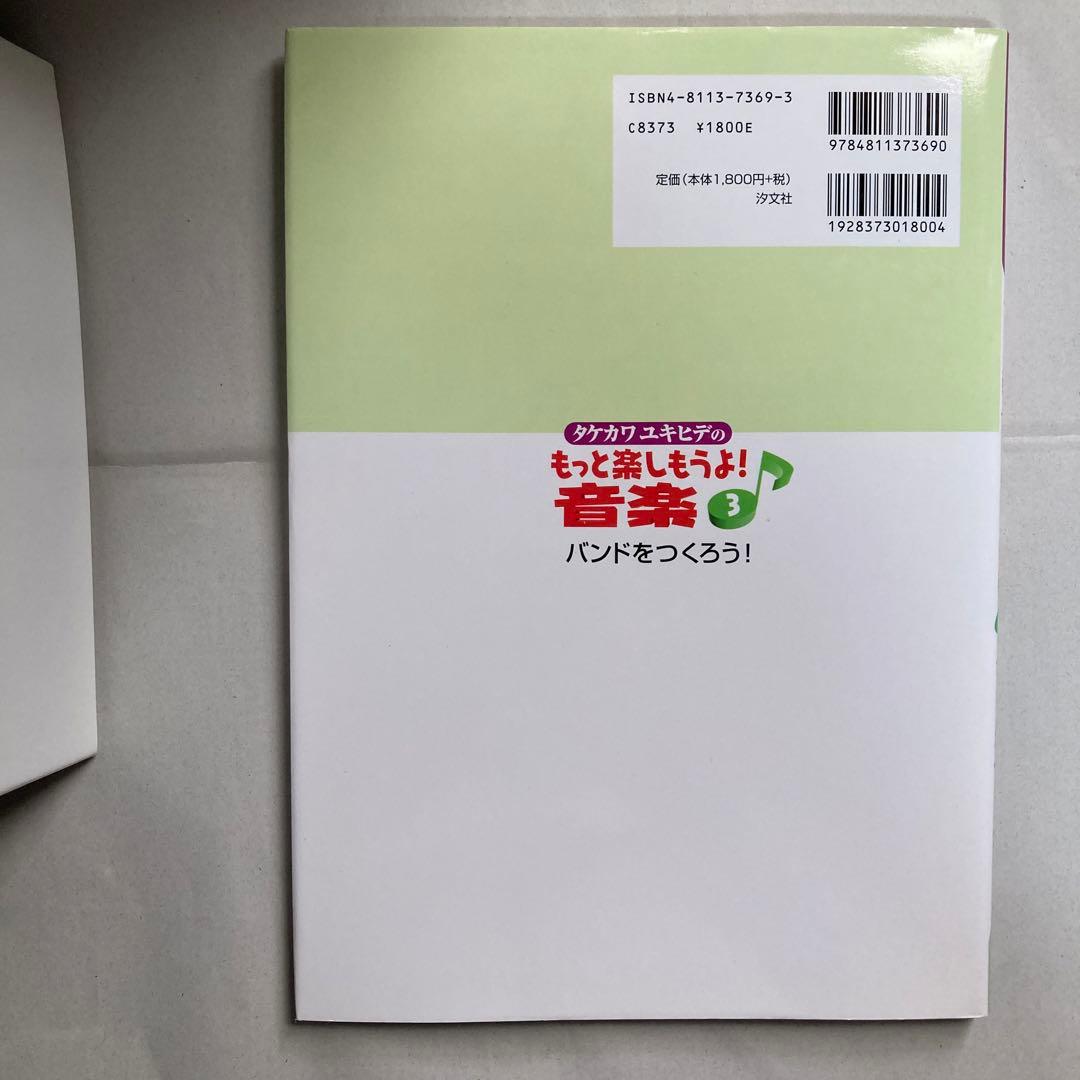 ISBN4-8113-7369-3
C8373 ¥1800E
9784811373690
定価(本体1,800円+税)
汐文社
1928373018004
タケカワ ユキヒデの
もっと楽しもうよ!
音楽 3
バンドをつくろう!